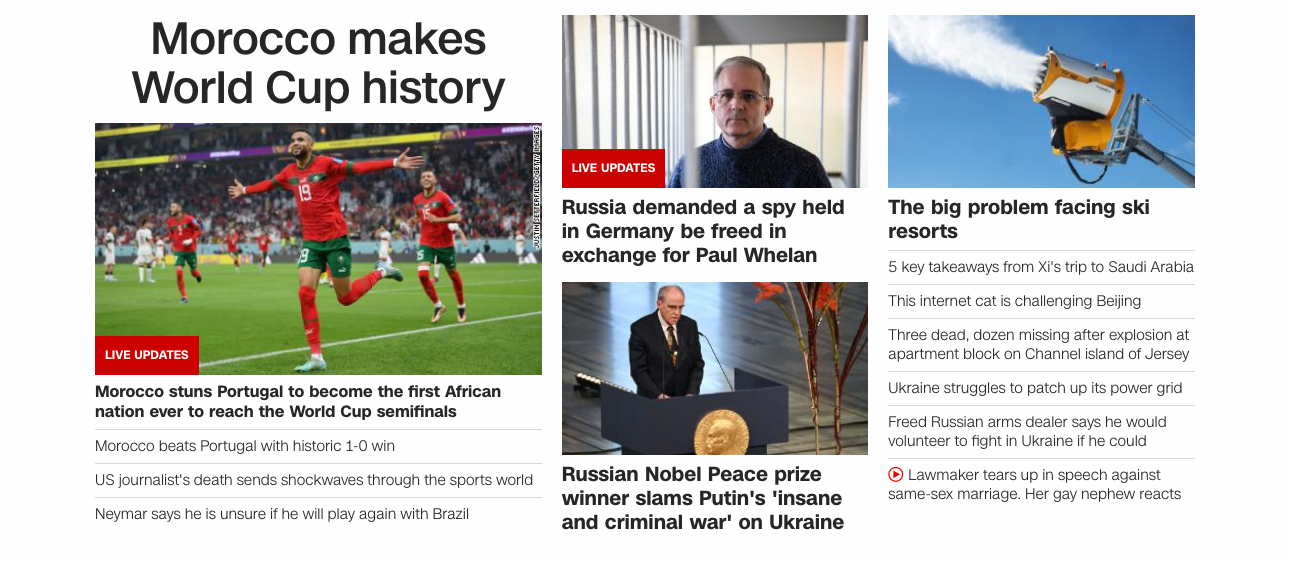 Morocco makes
World Cup history
JUSTIN SETTERFIELD/GETTY IMAGES
19
15
19
LIVE UPDATES
Morocco stuns Portugal to become the first African
nation ever to reach the World Cup semifinals
Morocco beats Portugal with historic 1-0 win
US journalist's death sends shockwaves through the sports world
Neymar says he is unsure if he will play again with Brazil
LIVE UPDATES
Russia demanded a spy held
in Germany be freed in
exchange for Paul Whelan
Russian Nobel Peace prize
winner slams Putin's 'insane
and criminal war' on Ukraine
The big problem facing ski
resorts
5 key takeaways from Xi's trip to Saudi Arabia
This internet cat is challenging Beijing
Three dead, dozen missing after explosion at
apartment block on Channel island of Jersey
Ukraine struggles to patch up its power grid
Freed Russian arms dealer says he would
volunteer to fight in Ukraine if he could
Lawmaker tears up in speech against
same-sex marriage. Her gay nephew reacts